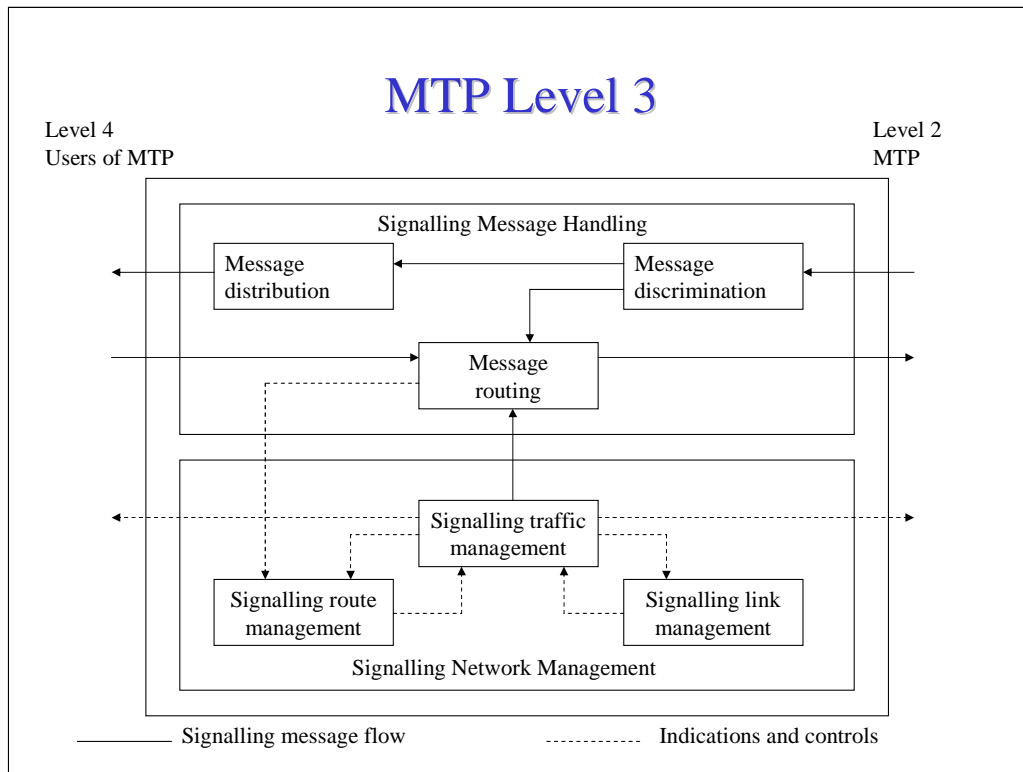 MTP Level 3
Level 4
Users of MTP
Level 2
MTP
Signalling Message Handling
Message
distribution
Message
discrimination
Message
routing
Signalling traffic
management
Signalling route
management
Signalling link
management
Signalling Network Management
Signalling message flow
Indications and controls